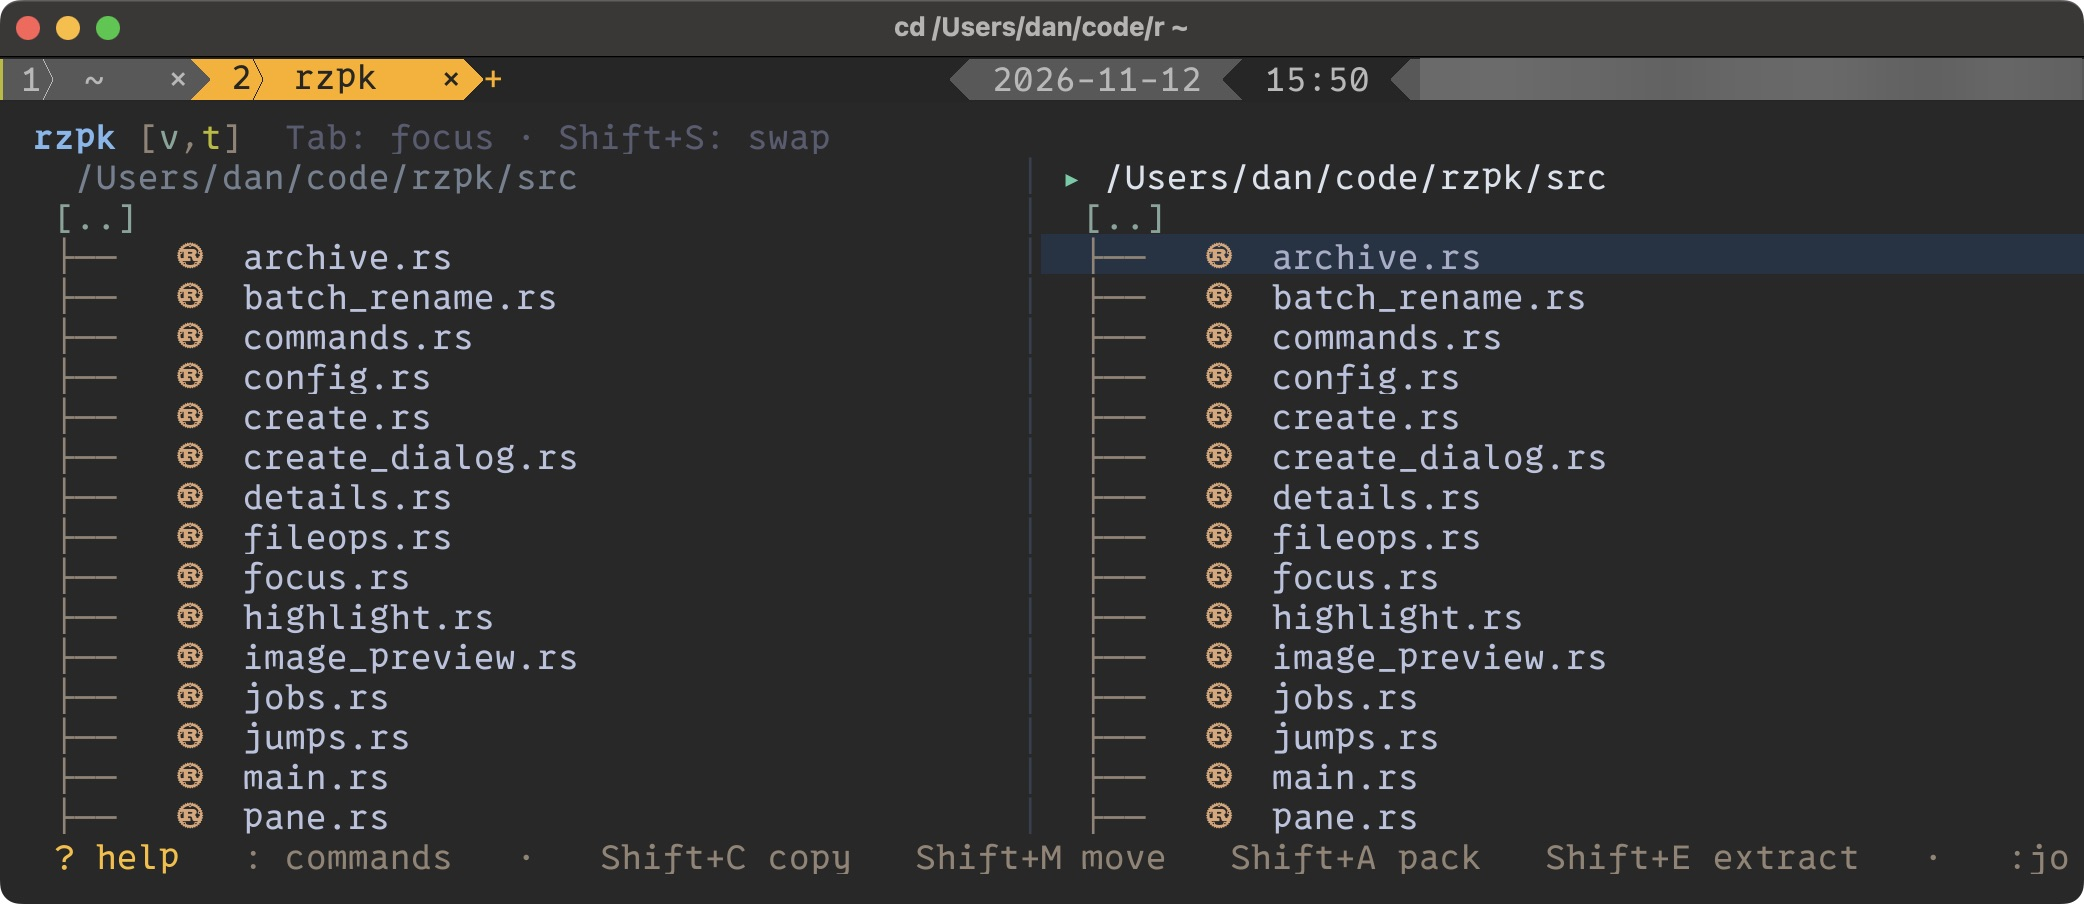 cd /Users/dan/code/r ~
1 ~ × 2 rzpk × + 2026-11-12 15:50
rzpk [v,t] Tab: focus · Shift+S: swap
/Users/dan/code/rzpk/src
[..]
├── archive.rs
├── batch_rename.rs
├── commands.rs
├── config.rs
├── create.rs
├── create_dialog.rs
├── details.rs
├── fileops.rs
├── focus.rs
├── highlight.rs
├── image_preview.rs
├── jobs.rs
├── jumps.rs
├── main.rs
├── pane.rs
▸ /Users/dan/code/rzpk/src
[..]
├── archive.rs
├── batch_rename.rs
├── commands.rs
├── config.rs
├── create.rs
├── create_dialog.rs
├── details.rs
├── fileops.rs
├── focus.rs
├── highlight.rs
├── image_preview.rs
├── jobs.rs
├── jumps.rs
├── main.rs
├── pane.rs
? help : commands · Shift+C copy Shift+M move Shift+A pack Shift+E extract · :jo